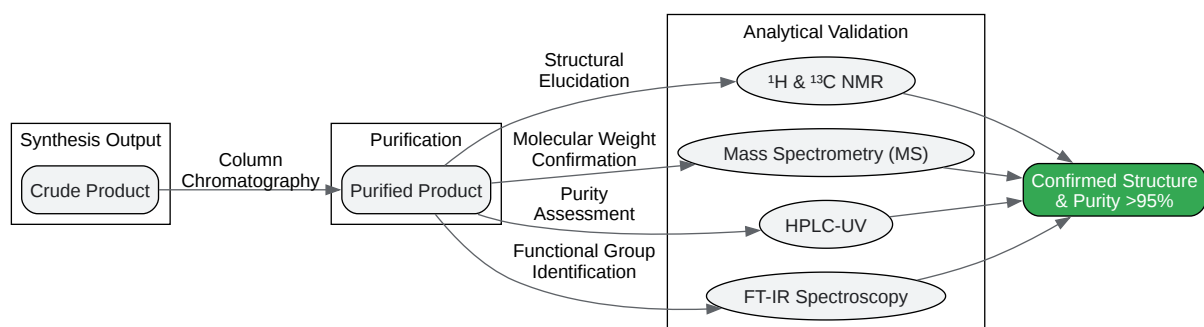 Synthesis Output
Crude Product
Column
Chromatography
Purification
Purified Product
Structural
Elucidation
Molecular Weight
Confirmation
Purity
Assessment
Functional Group
Identification
Analytical Validation
¹H & ¹³C NMR
Mass Spectrometry (MS)
HPLC-UV
FT-IR Spectroscopy
Confirmed Structure
& Purity >95%